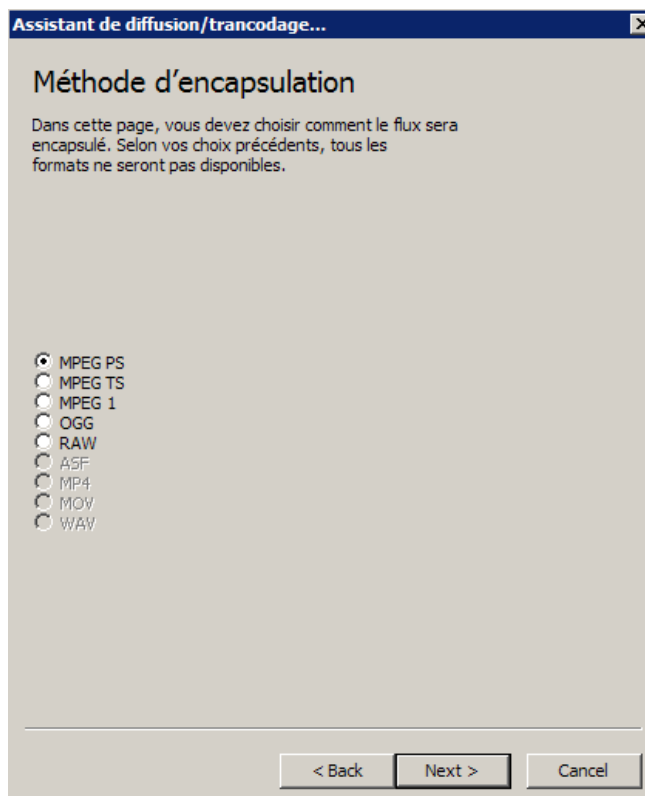 Assistant de diffusion/trancodage...
Méthode d'encapsulation
Dans cette page, vous devez choisir comment le flux sera
encapsulé. Selon vos choix précédents, tous les
formats ne seront pas disponibles.
MPEG PS
MPEG TS
MPEG 1
OGG
RAW
ASF
MP4
MOV
WAV
< Back Next > Cancel